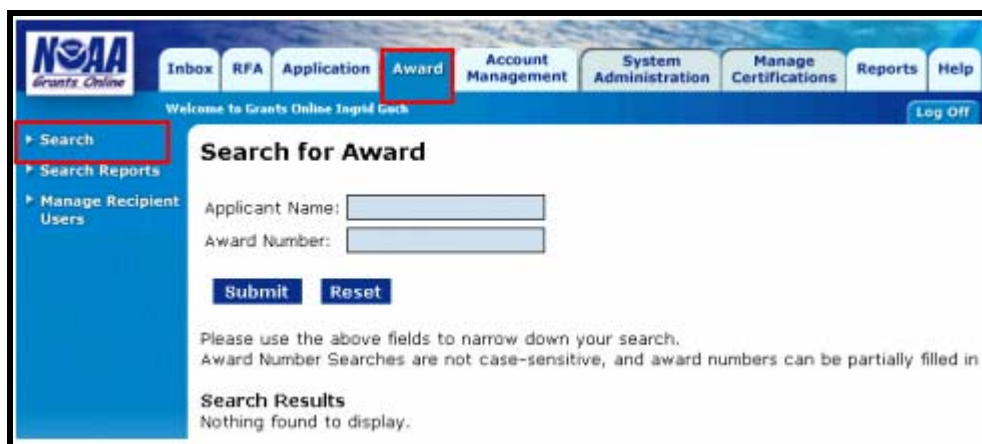 NOAA
Grants Online
Inbox RFA Application Award Account Management System Administration Manage Certifications Reports Help
Welcome to Grants Online Ingrid
Log Off
Search
Search Reports
Manage Recipient
Users
Search for Award
Applicant Name:
Award Number:
Submit Reset
Please use the above fields to narrow down your search.
Award Number Searches are not case-sensitive, and award numbers can be partially filled in
Search Results
Nothing found to display.